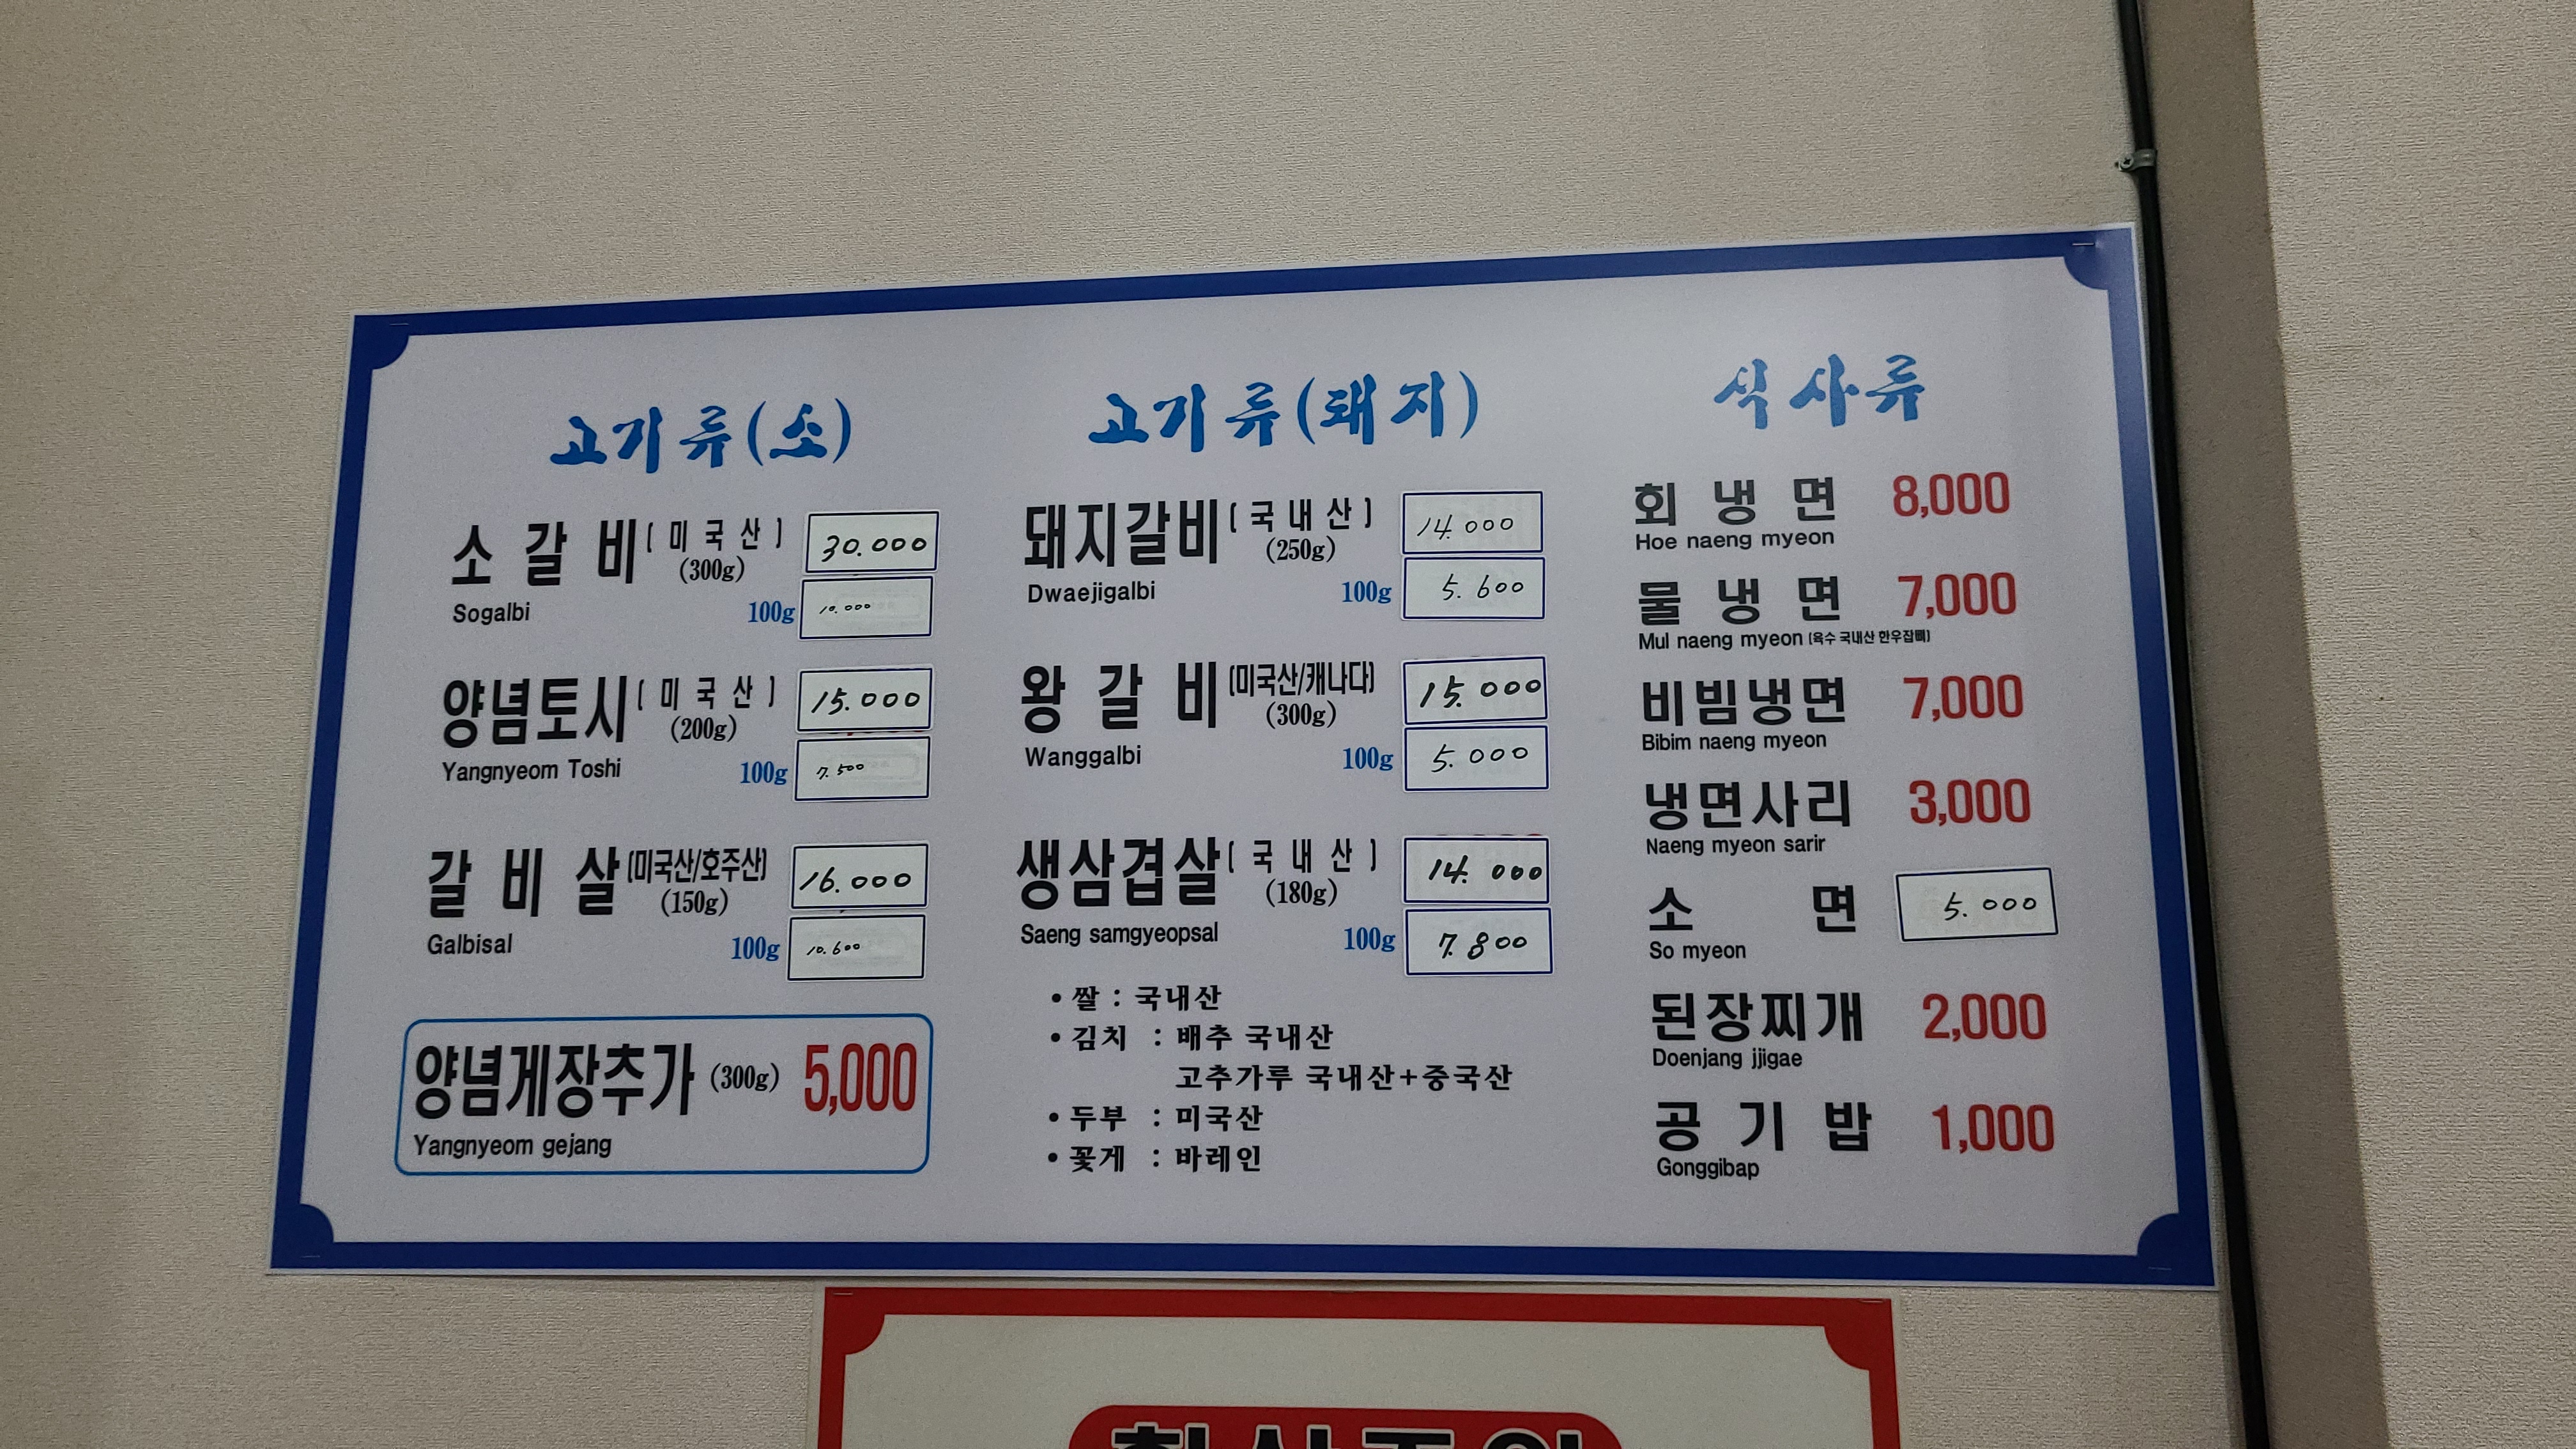 고기류(소)
소갈비 (미국산) 30.000
(300g)
Sogalbi 100g 10.000
양념토시 (미국산) 15.000
(200g)
Yangnyeom Toshi 100g 7.500
갈비살 (미국산/호주산) 16.000
(150g)
Galbisal 100g 10.600
양념게장추가 (300g) 5,000
Yangnyeom gejang
고기류(돼지)
돼지갈비 (국내산) 14.000
(250g)
Dwaejigalbi 100g 5.600
왕갈비 (미국산/캐나다) 15.000
(300g)
Wanggalbi 100g 5.000
생삼겹살 (국내산) 14.000
(180g)
Saeng samgyeopsal 100g 7.800
• 쌀 : 국내산
• 김치 : 배추 국내산
고추가루 국내산+중국산
• 두부 : 미국산
• 꽃게 : 바레인
식사류
회냉면 8,000
Hoe naeng myeon
물냉면 7,000
Mul naeng myeon (육수 국내산 한우잡뼈)
비빔냉면 7,000
Bibim naeng myeon
냉면사리 3,000
Naeng myeon sarir
소면 5.000
So myeon
된장찌개 2,000
Doenjang jjigae
공기밥 1,000
Gonggibap